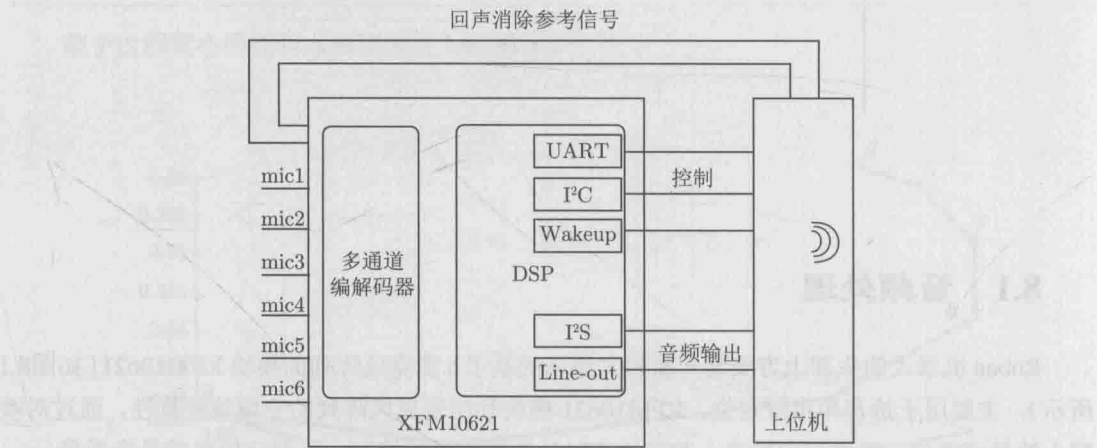 回声消除参考信号
mic1
mic2
mic3
mic4
mic5
mic6
多通道
编解码器
DSP
UART
I²C
Wakeup
I²S
Line-out
XFM10621
控制
音频输出
上位机